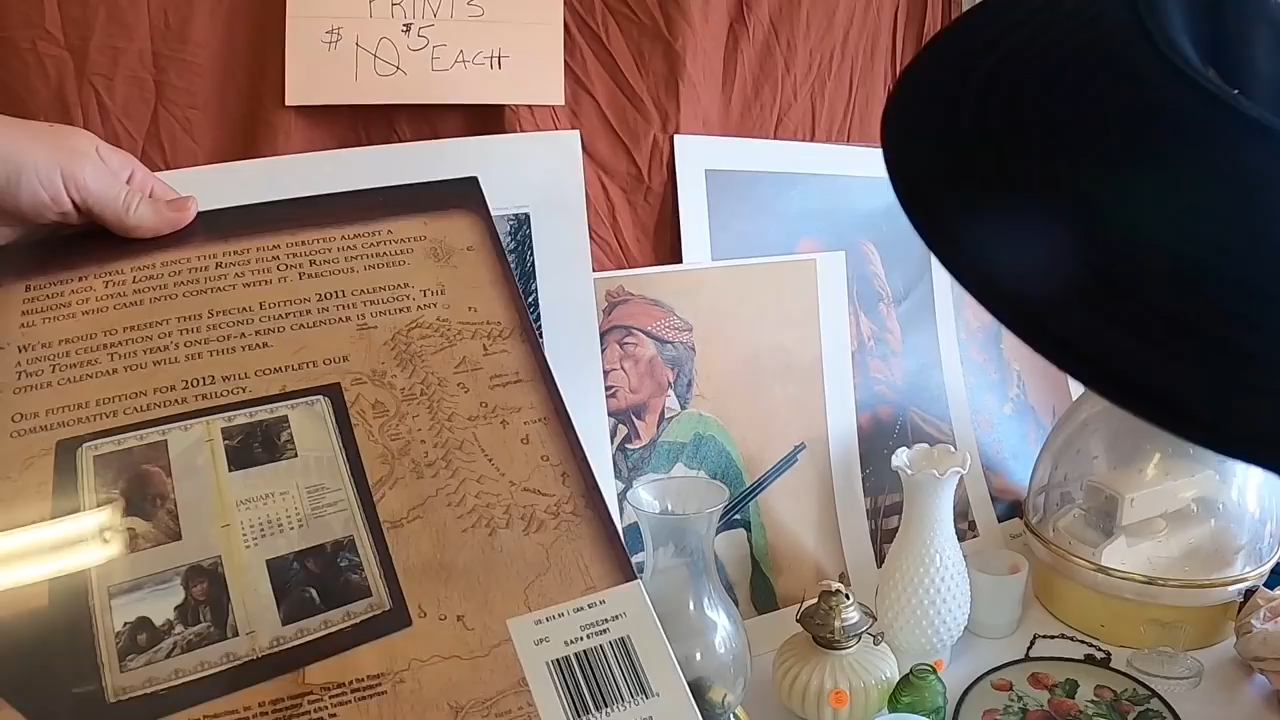 PRINTS
$ 10 $5 EACH
BELOVED BY LOYAL FANS SINCE THE FIRST FILM DEBUTED ALMOST A
DECADE AGO, THE LORD OF THE RINGS FILM TRILOGY HAS CAPTIVATED
MILLIONS OF LOYAL MOVIE FANS JUST AS THE ONE RING ENTHRALLED
ALL THOSE WHO CAME INTO CONTACT WITH IT. PRECIOUS, INDEED.
WE'RE PROUD TO PRESENT THIS SPECIAL EDITION 2011 CALENDAR,
A UNIQUE CELEBRATION OF THE SECOND CHAPTER IN THE TRILOGY, THE
TWO TOWERS. THIS YEAR'S ONE-OF-A-KIND CALENDAR IS UNLIKE ANY
OTHER CALENDAR YOU WILL SEE THIS YEAR.
OUR FUTURE EDITION FOR 2012 WILL COMPLETE OUR
COMMEMORATIVE CALENDAR TRILOGY.
JANUARY
UPC
DDSE28-2811
SAP# 670281